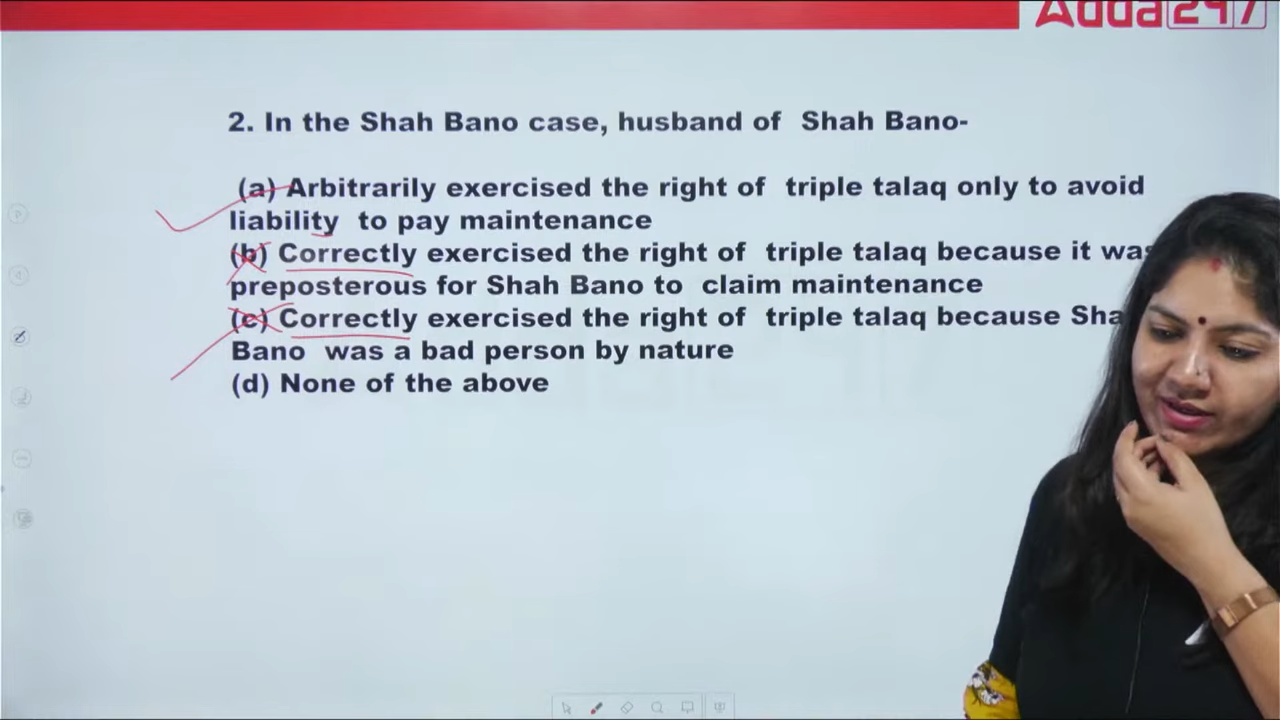 Adda247
2. In the Shah Bano case, husband of Shah Bano-
(a) Arbitrarily exercised the right of triple talaq only to avoid
liability to pay maintenance
(b) Correctly exercised the right of triple talaq because it was
preposterous for Shah Bano to claim maintenance
(c) Correctly exercised the right of triple talaq because Sha
Bano was a bad person by nature
(d) None of the above